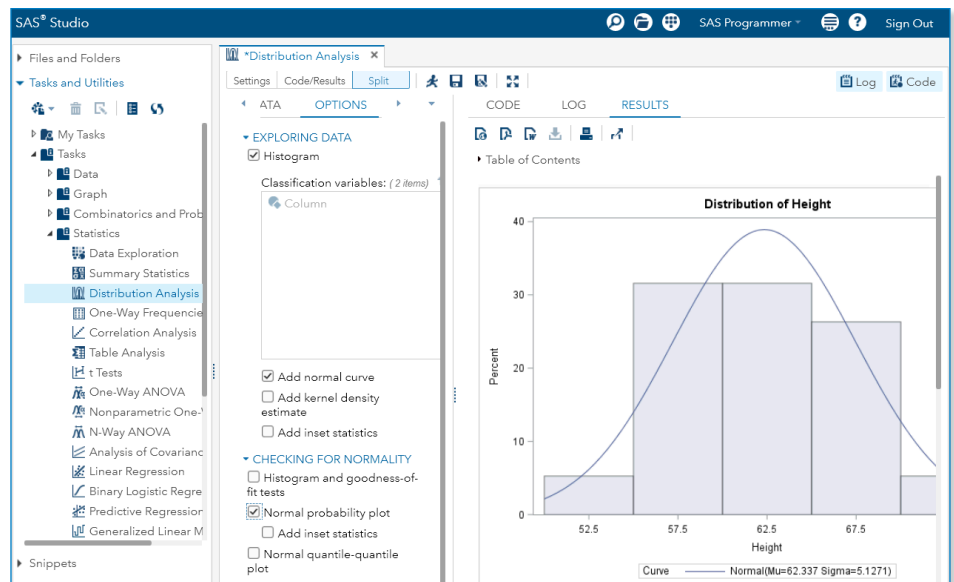 SAS® Studio
SAS Programmer
Sign Out
Files and Folders
Tasks and Utilities
My Tasks
Tasks
Data
Graph
Combinatorics and Prob
Statistics
Data Exploration
Summary Statistics
Distribution Analysis
One-Way Frequencie
Correlation Analysis
Table Analysis
t Tests
One-Way ANOVA
Nonparametric One-
N-Way ANOVA
Analysis of Covarianc
Linear Regression
Binary Logistic Regre
Predictive Regression
Generalized Linear M
Snippets
*Distribution Analysis
Settings Code/Results Split
Log Code
ATA OPTIONS
EXPLORING DATA
Histogram
Classification variables: (2 items)
Column
Add normal curve
Add kernel density
estimate
Add inset statistics
CHECKING FOR NORMALITY
Histogram and goodness-of-
fit tests
Normal probability plot
Add inset statistics
Normal quantile-quantile
plot
CODE LOG RESULTS
Table of Contents
Distribution of Height
40
30
20
10
0
Percent
52.5 57.5 62.5 67.5
Height
Curve Normal(Mu=62.337 Sigma=5.1271)